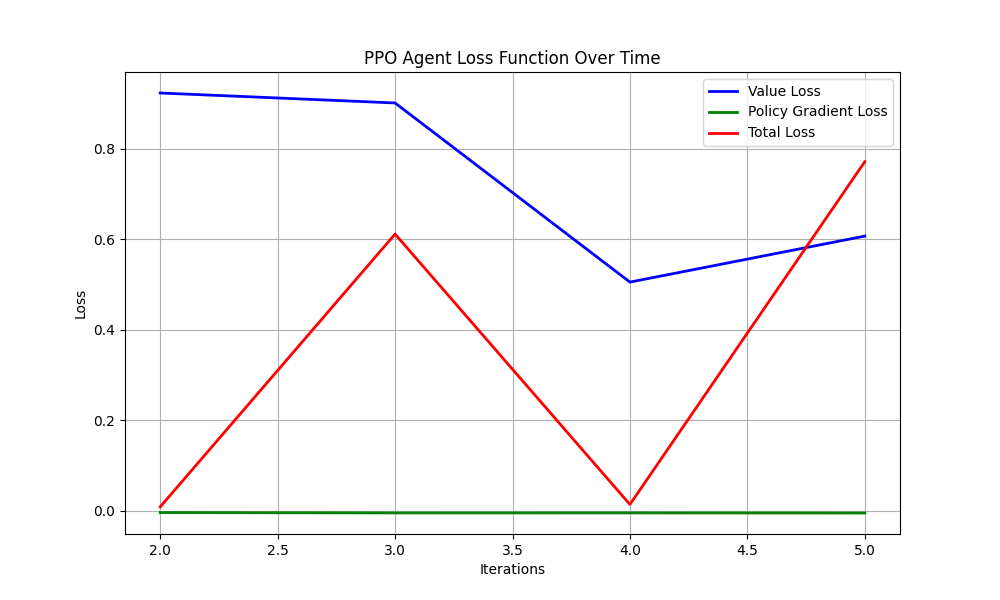 PPO Agent Loss Function Over Time
Value Loss
Policy Gradient Loss
Total Loss
Loss
0.8
0.6
0.4
0.2
0.0
2.0 2.5 3.0 3.5 4.0 4.5 5.0
Iterations